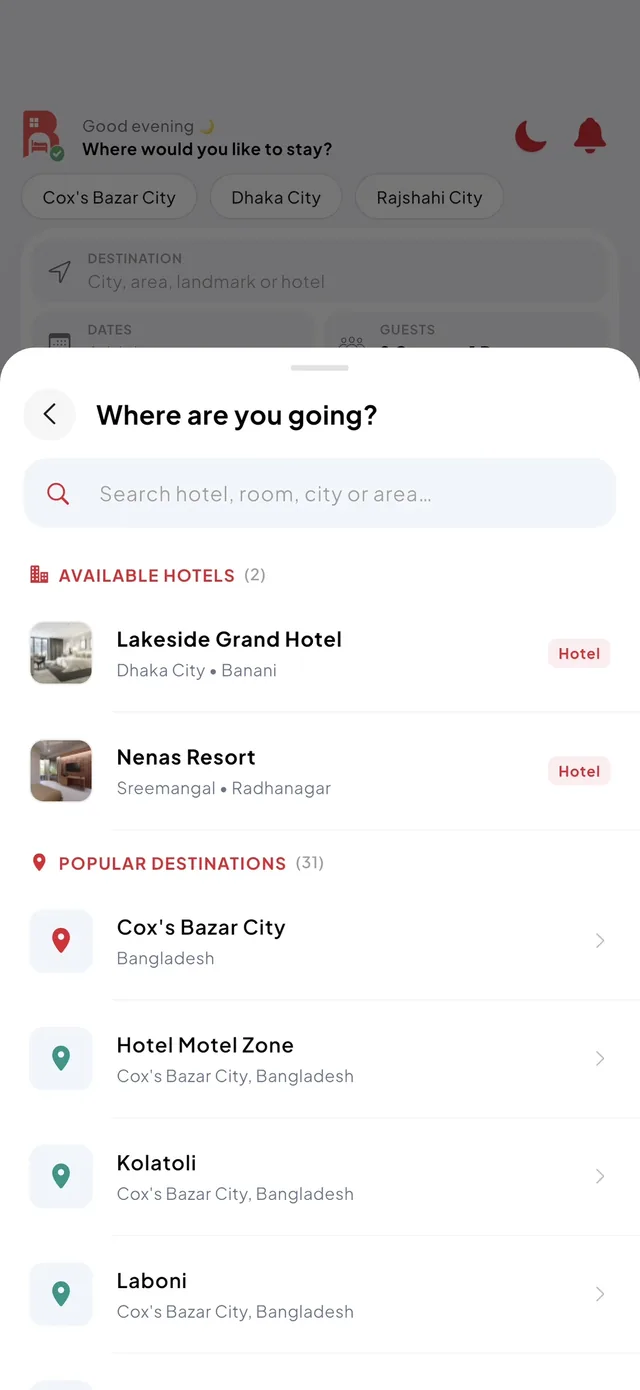 Good evening 🌙
Where would you like to stay?
Cox's Bazar City
Dhaka City
Rajshahi City
DESTINATION
City, area, landmark or hotel
DATES
GUESTS
Where are you going?
Search hotel, room, city or area...
AVAILABLE HOTELS (2)
Lakeside Grand Hotel
Dhaka City • Banani
Hotel
Nenas Resort
Sreemangal • Radhanagar
Hotel
POPULAR DESTINATIONS (31)
Cox's Bazar City
Bangladesh
Hotel Motel Zone
Cox's Bazar City, Bangladesh
Kolatoli
Cox's Bazar City, Bangladesh
Laboni
Cox's Bazar City, Bangladesh